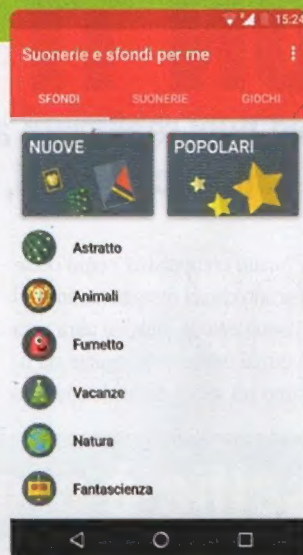 15:24
Suonerie e sfondi per me
SFONDI SUONERIE GIOCHI
NUOVE POPOLARI
Astratto
Animali
Fumetto
Vacanze
Natura
Fantascienza